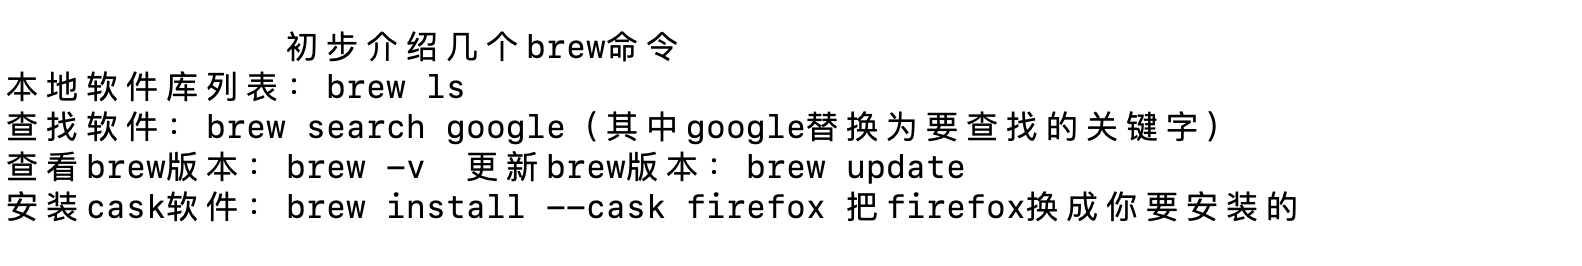 初步介绍几个brew命令
本地软件库列表：brew ls
查找软件：brew search google（其中google替换为要查找的关键字）
查看brew版本：brew -v  更新brew版本：brew update
安装cask软件：brew install --cask firefox 把firefox换成你要安装的